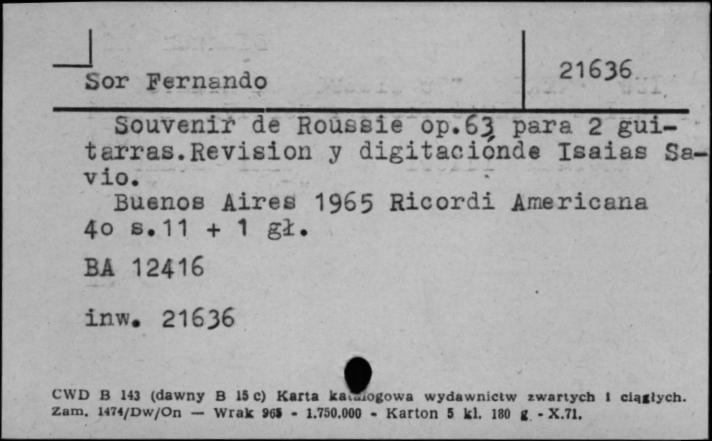 Sor Fernando
21636
Souvenir de Roussie op.63 para 2 gui-
tarras.Revision y digitaciónde Isaias Sa-
vio.
Buenos Aires 1965 Ricordi Americana
4o s.11 + 1 gł.
BA 12416
inw. 21636
CWD B 143 (dawny B 15 c) Karta katalogowa wydawnictw zwartych i ciągłych.
Zam. 1474/Dw/On — Wrak 965 - 1.750.000 - Karton 5 kl. 180 g - X.71.